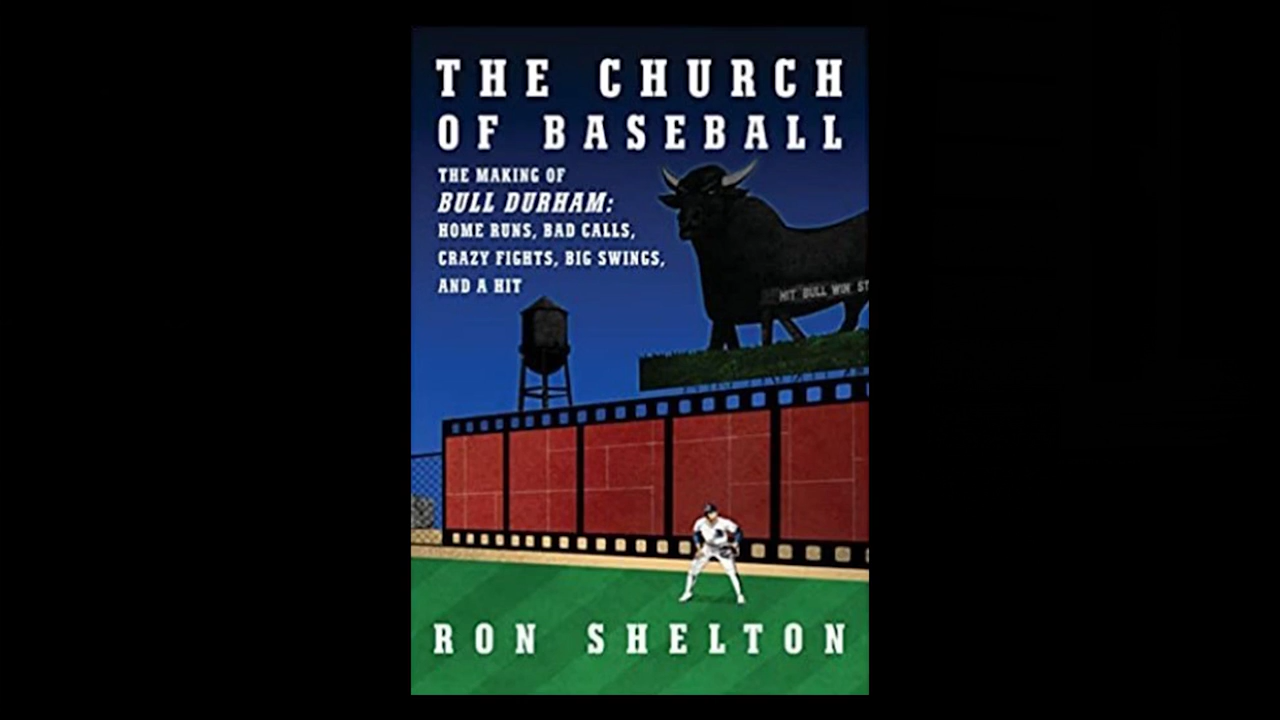 THE CHURCH
OF BASEBALL
THE MAKING OF
BULL DURHAM:
HOME RUNS, BAD CALLS,
CRAZY FIGHTS, BIG SWINGS,
AND A HIT
HIT BULL WIN ST
RON SHELTON